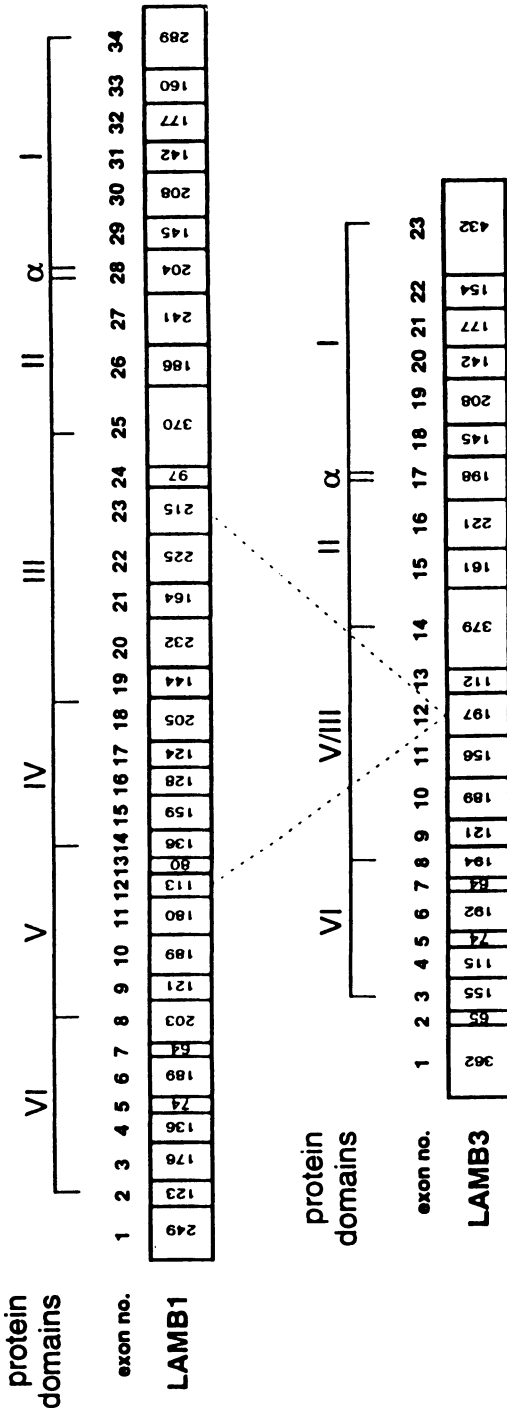 protein domains
VI V IV III II α I
exon no. 1 2 3 4 5 6 7 8 9 10 11 12 13 14 15 16 17 18 19 20 21 22 23 24 25 26 27 28 29 30 31 32 33 34
LAMB1 249 123 178 136 74 189 64 203 121 189 180 113 80 136 159 128 124 205 144 232 164 225 215 97 370 186 241 204 145 208 142 177 160 289
protein domains
VI V/III II α I
exon no. 1 2 3 4 5 6 7 8 9 10 11 12 13 14 15 16 17 18 19 20 21 22 23
LAMB3 362 65 155 115 74 192 64 194 121 189 156 197 112 379 161 221 198 145 208 142 177 154 432